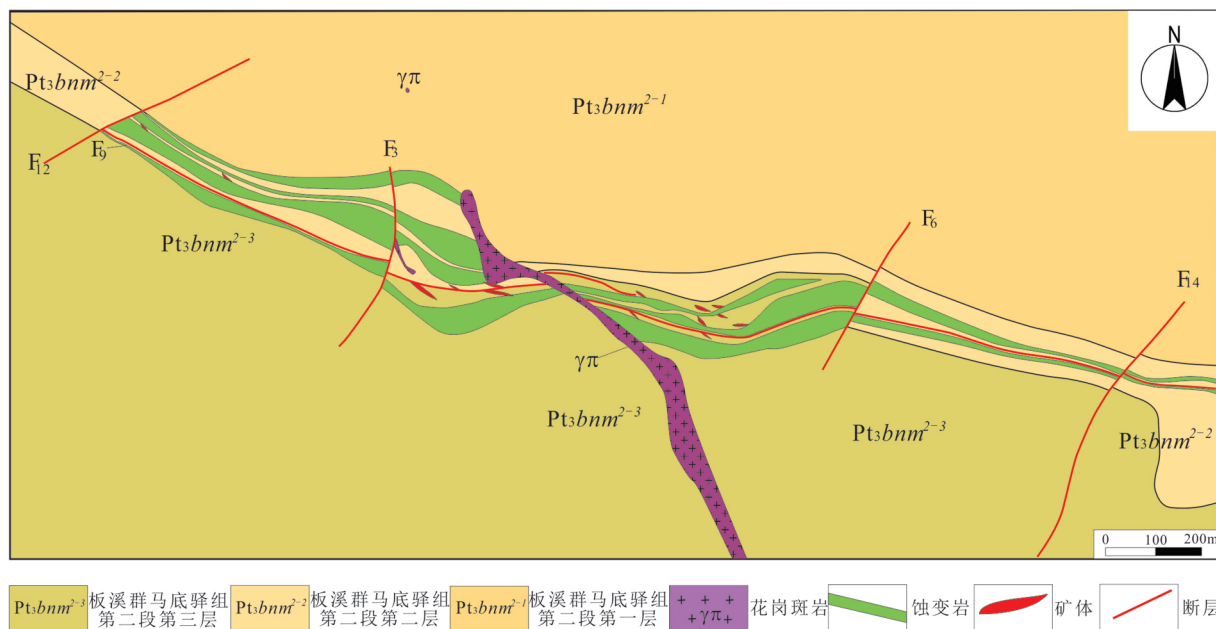 N
Pt₃bnm²⁻²
γπ
Pt₃bnm²⁻¹
F₁₂
F₉
F₃
Pt₃bnm²⁻³
F₆
F₁₄
γπ
Pt₃bnm²⁻³
Pt₃bnm²⁻³
Pt₃bnm²⁻²
0 100 200m
Pt₃bnm²⁻³ 板溪群马底驿组
第二段第三层
Pt₃bnm²⁻² 板溪群马底驿组
第二段第二层
Pt₃bnm²⁻¹ 板溪群马底驿组
第二段第一层
γπ 花岗斑岩
蚀变岩
矿体
断层